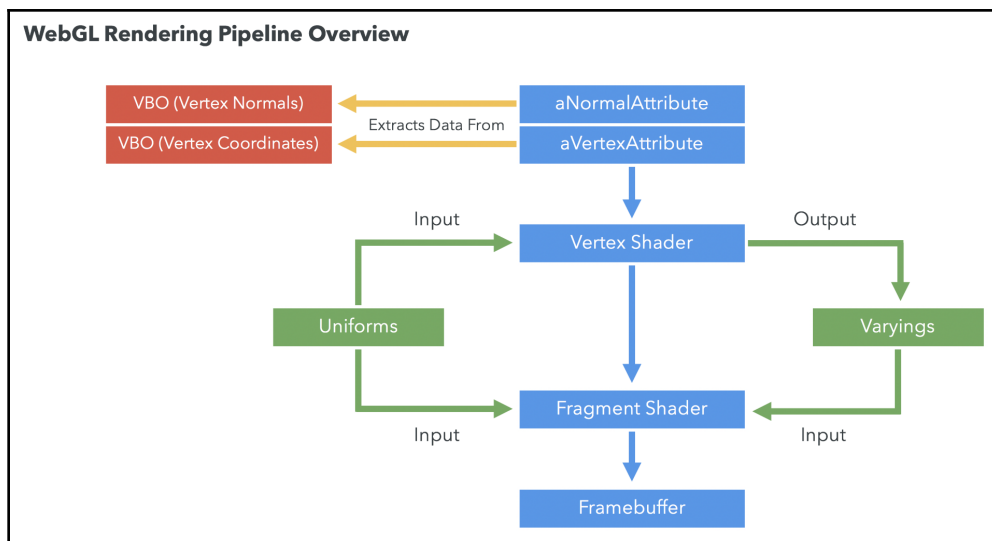 WebGL Rendering Pipeline Overview
VBO (Vertex Normals)
aNormalAttribute
Extracts Data From
VBO (Vertex Coordinates)
aVertexAttribute
Input
Output
Vertex Shader
Uniforms
Varyings
Fragment Shader
Input
Input
Framebuffer